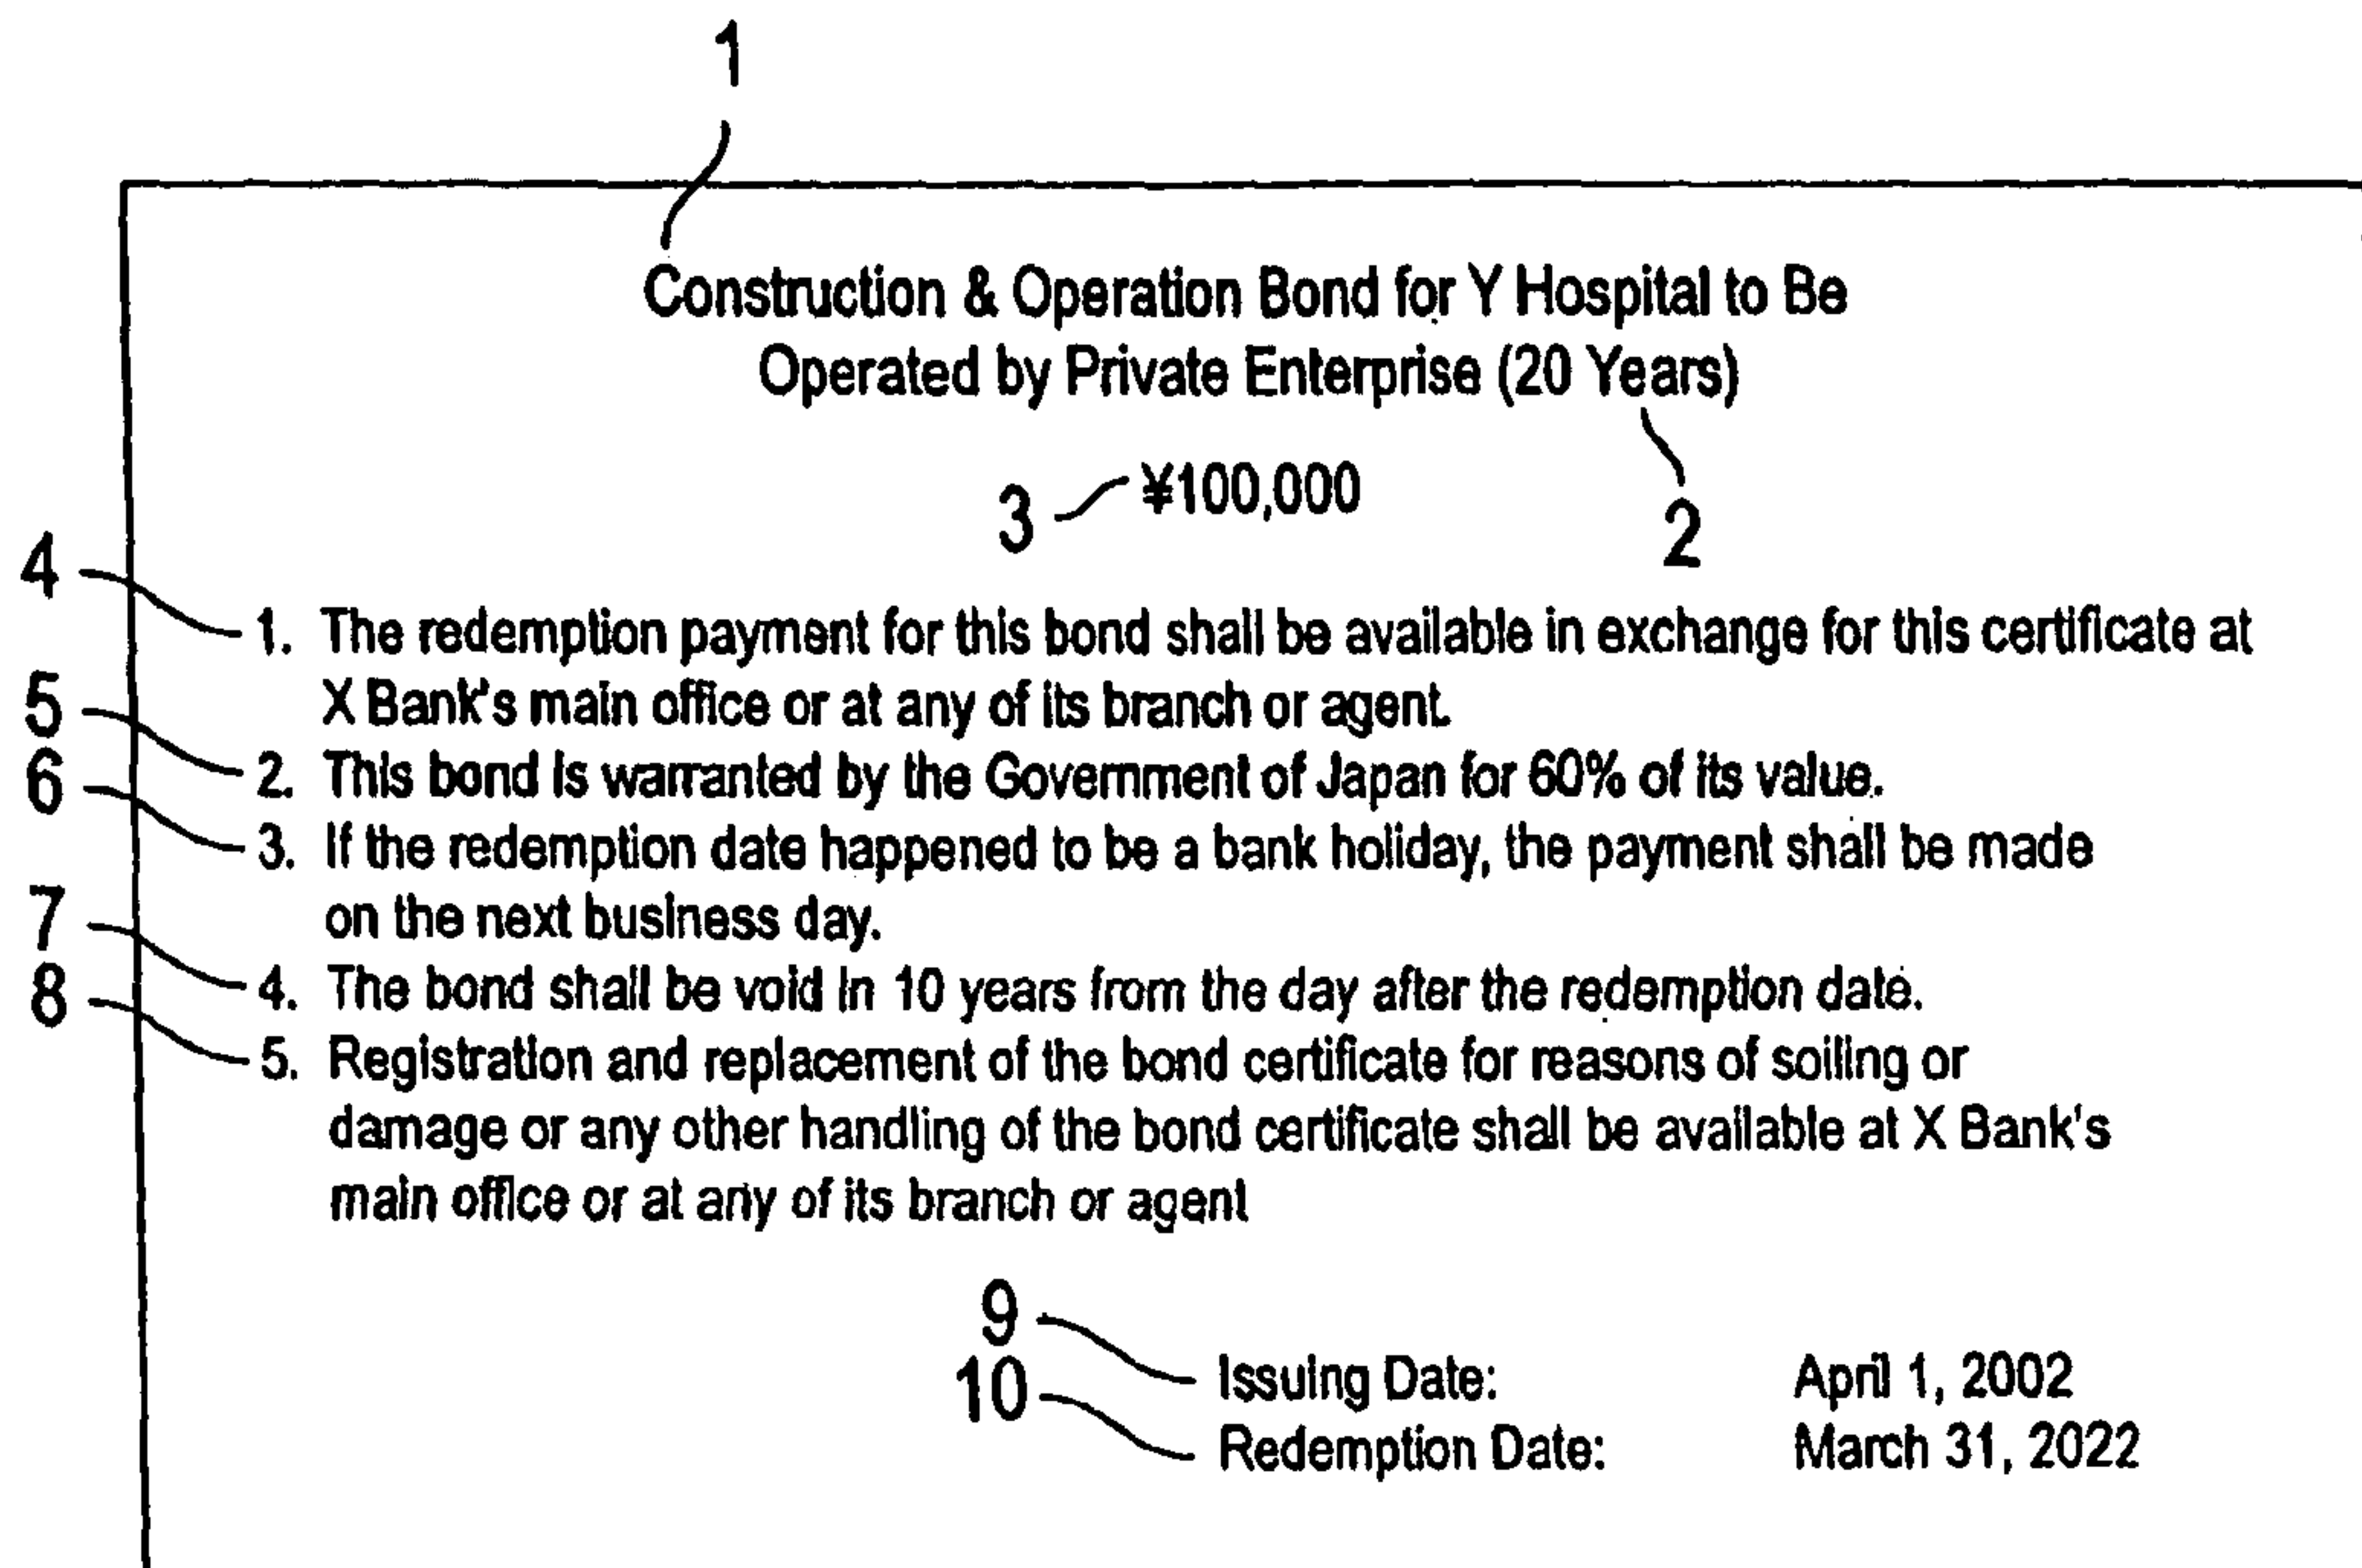 1
Construction & Operation Bond for Y Hospital to Be
Operated by Private Enterprise (20 Years)
3 ¥100,000 2
4 1. The redemption payment for this bond shall be available in exchange for this certificate at
X Bank's main office or at any of its branch or agent.
5 2. This bond is warranted by the Government of Japan for 60% of its value.
6 3. If the redemption date happened to be a bank holiday, the payment shall be made
on the next business day.
7 4. The bond shall be void in 10 years from the day after the redemption date.
8 5. Registration and replacement of the bond certificate for reasons of soiling or
damage or any other handling of the bond certificate shall be available at X Bank's
main office or at any of its branch or agent
9 Issuing Date: April 1, 2002
10 Redemption Date: March 31, 2022